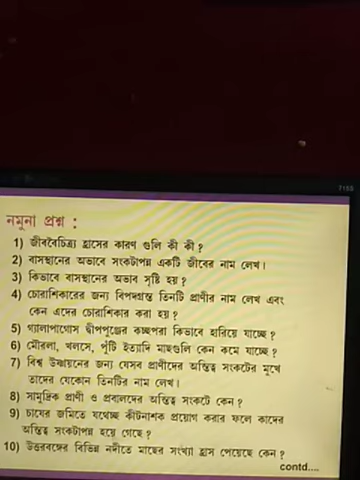 নমুনা প্রশ্ন :
1) জীববৈচিত্র্য হ্রাসের কারণ গুলি কী কী ?
2) বাসস্থানের অভাবে সংকটাপন্ন একটি জীবের নাম লেখ।
3) কিভাবে বাসস্থানের অভাব সৃষ্টি হয় ?
4) চোরাশিকারের জন্য বিপদগ্রস্ত তিনটি প্রাণীর নাম লেখ এবং
কেন এদের চোরাশিকার করা হয় ?
5) গ্যালাপাগোস দ্বীপপুঞ্জের কচ্ছপরা কিভাবে হারিয়ে যাচ্ছে ?
6) মৌরলা, খলসে, পুঁটি ইত্যাদি মাছগুলি কেন কমে যাচ্ছে ?
7) বিশ্ব উষ্ণায়নের জন্য যেসব প্রাণীদের অস্তিত্ব সংকটের মুখে
তাদের যেকোন তিনটির নাম লেখ।
8) সামুদ্রিক প্রাণী ও প্রবালদের অস্তিত্ব সংকটে কেন ?
9) চাষের জমিতে যথেচ্ছ কীটনাশক প্রয়োগ করার ফলে কাদের
অস্তিত্ব সংকটাপন্ন হয়ে গেছে ?
10) উত্তরবঙ্গের বিভিন্ন নদীতে মাছের সংখ্যা হ্রাস পেয়েছে কেন ?
contd....